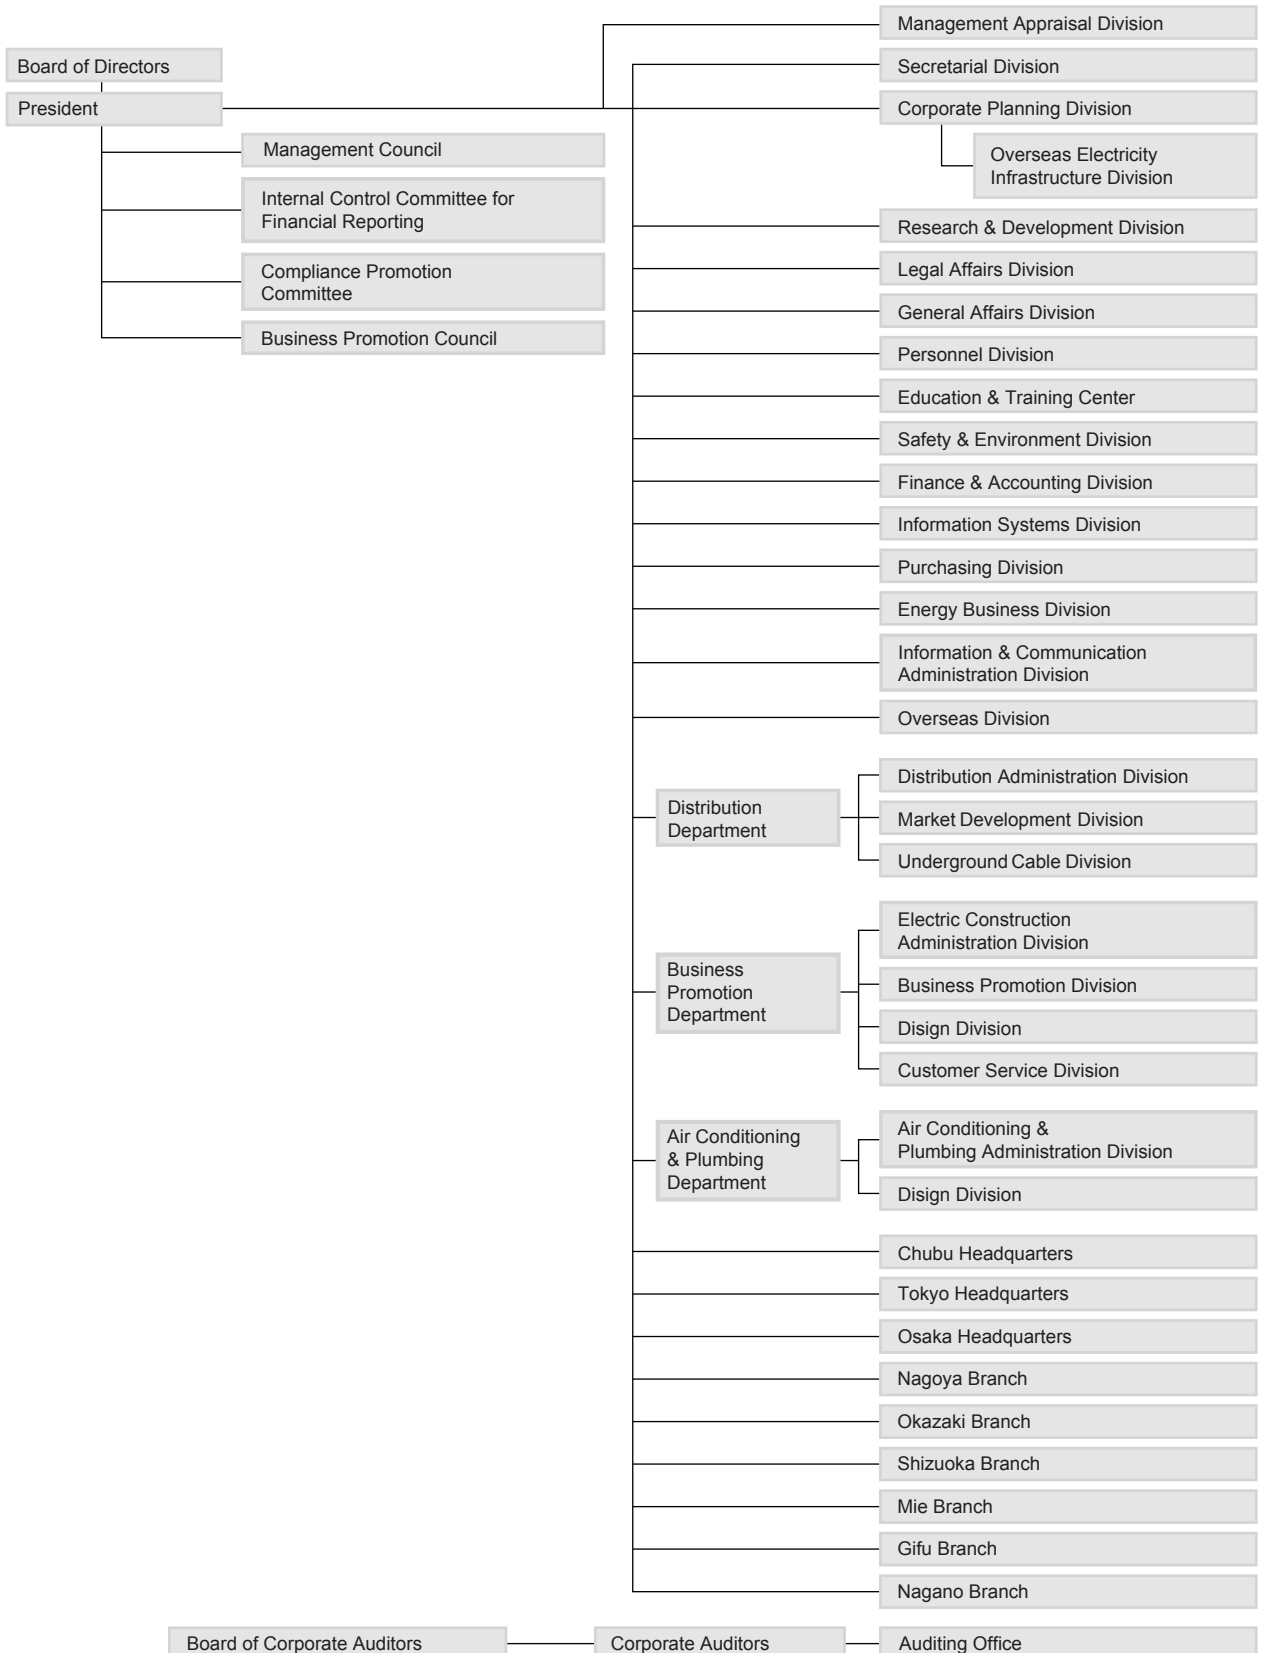 Board of Directors
President
Management Council
Internal Control Committee for
Financial Reporting
Compliance Promotion
Committee
Business Promotion Council
Management Appraisal Division
Secretarial Division
Corporate Planning Division
Overseas Electricity
Infrastructure Division
Research & Development Division
Legal Affairs Division
General Affairs Division
Personnel Division
Education & Training Center
Safety & Environment Division
Finance & Accounting Division
Information Systems Division
Purchasing Division
Energy Business Division
Information & Communication
Administration Division
Overseas Division
Distribution
Department
Distribution Administration Division
Market Development Division
Underground Cable Division
Business
Promotion
Department
Electric Construction
Administration Division
Business Promotion Division
Disign Division
Customer Service Division
Air Conditioning
& Plumbing
Department
Air Conditioning &
Plumbing Administration Division
Disign Division
Chubu Headquarters
Tokyo Headquarters
Osaka Headquarters
Nagoya Branch
Okazaki Branch
Shizuoka Branch
Mie Branch
Gifu Branch
Nagano Branch
Board of Corporate Auditors
Corporate Auditors
Auditing Office